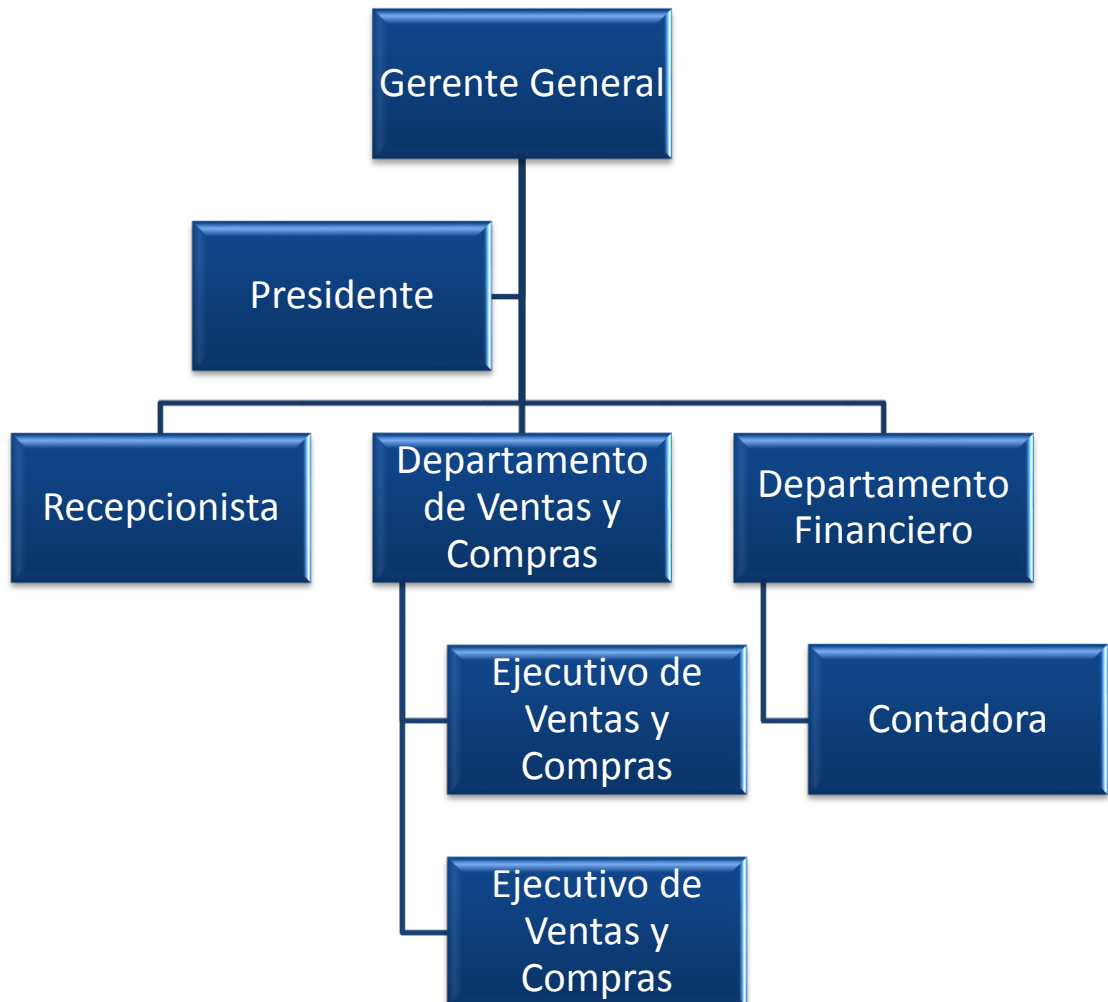 Gerente General
Presidente
Recepcionista
Departamento
de Ventas y
Compras
Departamento
Financiero
Ejecutivo de
Ventas y
Compras
Contadora
Ejecutivo de
Ventas y
Compras